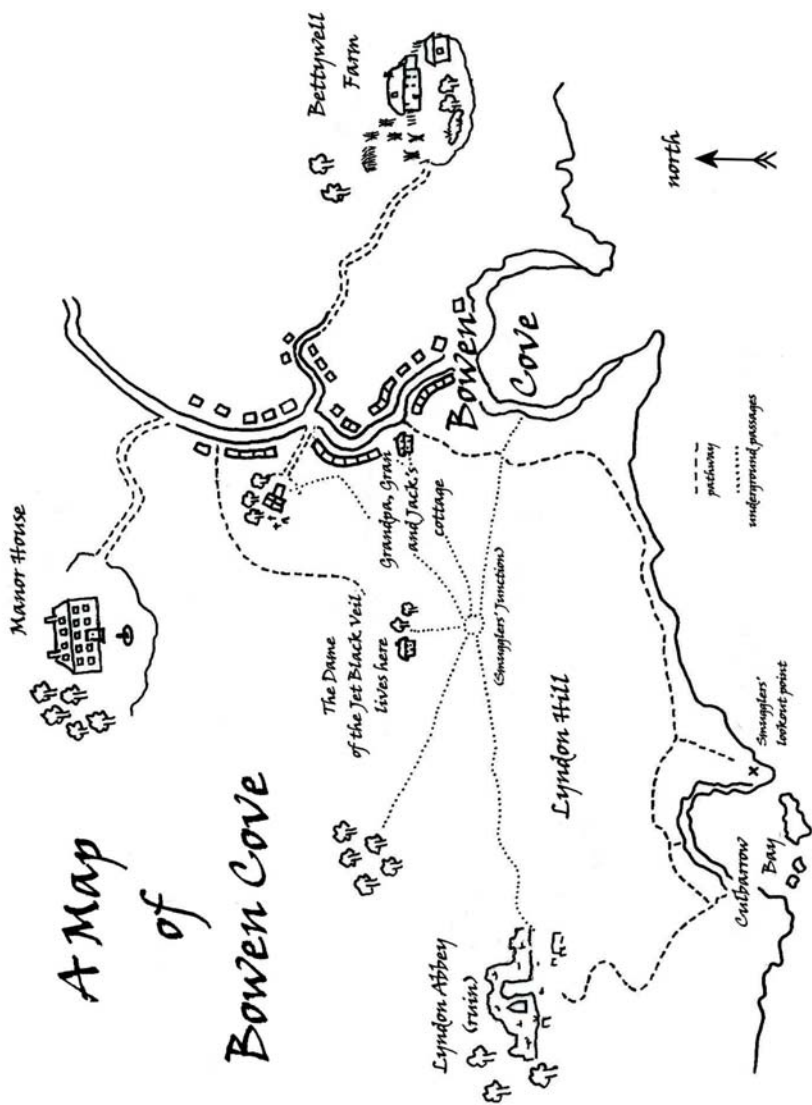 A Map
of
Bowen Cove
Manor House
Bettywell
Farm
The Dame
of the Jet Black Veil
lives here
Grandpa, Gran
and Jack's
cottage
Bowen
Cove
Smugglers' Junction
Lyndon Hill
Lyndon Abbey
(ruin)
Culbarrow
Bay
Smugglers'
lookout point
pathway
underground passages
north